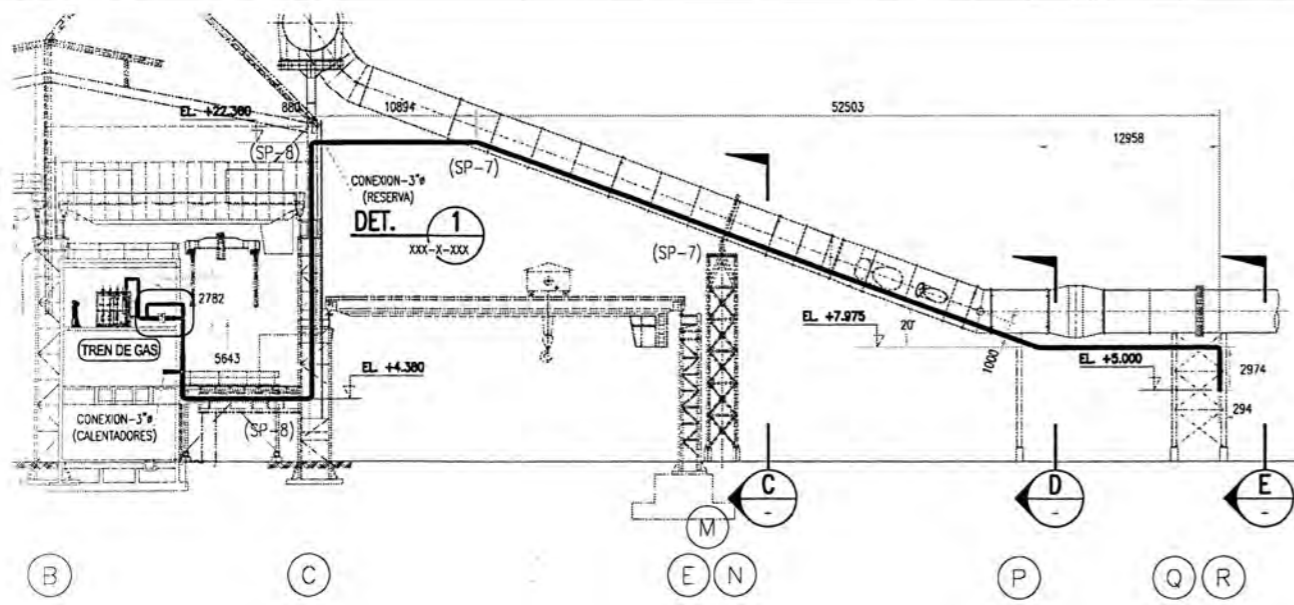 EL. +22.360
880
10894
52503
12958
(SP-8)
(SP-7)
CONEXION-3"ø
(RESERVA)
DET.
1
XXX-X-XXX
(SP-7)
2782
TREN DE GAS
5643
EL. +4.380
CONEXION-3"ø
(CALENTADORES)
(SP-8)
EL. +7.975
20°
1000
EL. +5.000
2974
294
C
-
D
-
E
-
M
B
C
E
N
P
Q
R